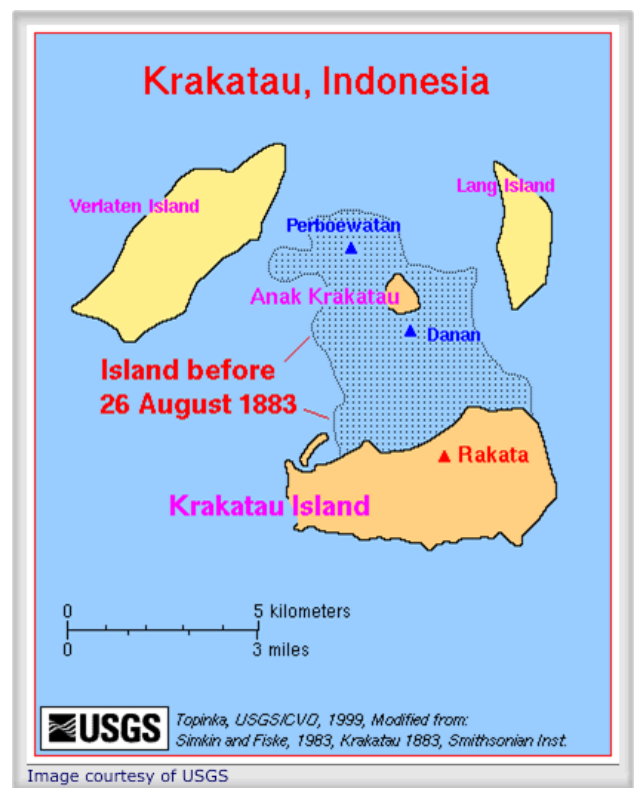 Krakatau, Indonesia
Verlaten Island
Lang Island
Perboewatan
Anak Krakatau
Danan
Island before
26 August 1883
Rakata
Krakatau Island
0 5 kilometers
0 3 miles
USGS
Topinka, USGS/CVO, 1999, Modified from:
Simkin and Fiske, 1983, Krakatau 1883, Smithsonian Inst.
Image courtesy of USGS